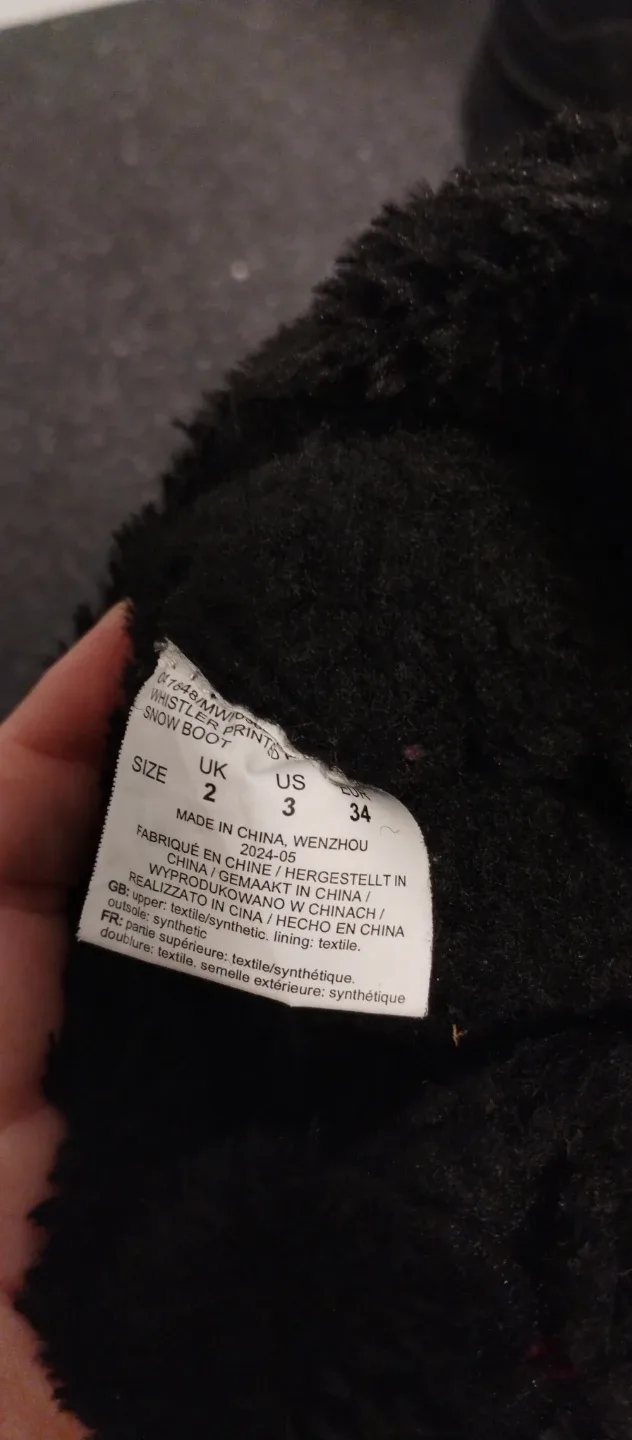 WHISTLER PRINTED
SNOW BOOT
SIZE UK US EUR
2 3 34
MADE IN CHINA, WENZHOU
2024-05
FABRIQUÉ EN CHINE / HERGESTELLT IN
CHINA / GEMAAKT IN CHINA /
WYPRODUKOWANO W CHINACH /
REALIZZATO IN CINA / HECHO EN CHINA
GB: upper: textile/synthetic. lining: textile.
outsole: synthetic
FR: partie supérieure: textile/synthétique.
doublure: textile. semelle extérieure: synthétique